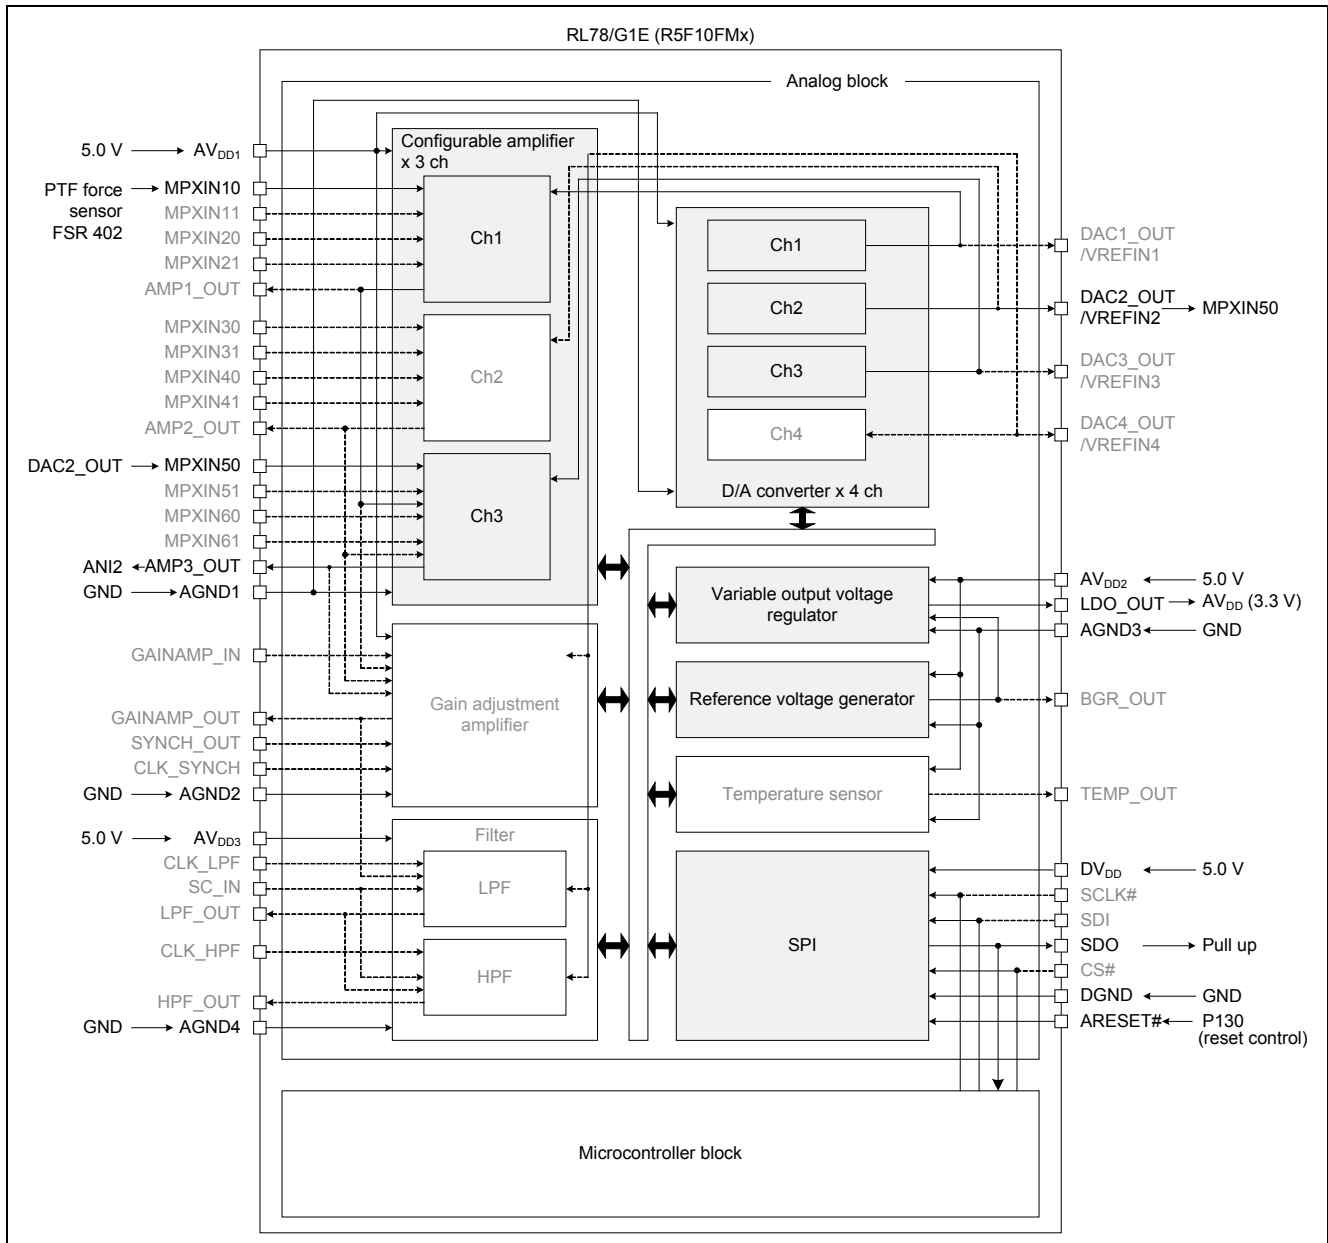 RL78/G1E (R5F10FMx)
Analog block
5.0 V
AVDD1
PTF force
sensor
FSR 402
MPXIN10
MPXIN11
MPXIN20
MPXIN21
AMP1_OUT
MPXIN30
MPXIN31
MPXIN40
MPXIN41
AMP2_OUT
DAC2_OUT
MPXIN50
MPXIN51
MPXIN60
MPXIN61
ANI2
AMP3_OUT
GND
AGND1
GAINAMP_IN
GAINAMP_OUT
SYNCH_OUT
CLK_SYNCH
GND
AGND2
5.0 V
AVDD3
CLK_LPF
SC_IN
LPF_OUT
CLK_HPF
HPF_OUT
GND
AGND4
Configurable amplifier
x 3 ch
Ch1
Ch2
Ch3
Gain adjustment
amplifier
Filter
LPF
HPF
Ch1
Ch2
Ch3
Ch4
D/A converter x 4 ch
Variable output voltage
regulator
Reference voltage generator
Temperature sensor
SPI
DAC1_OUT
/VREFIN1
DAC2_OUT
/VREFIN2
MPXIN50
DAC3_OUT
/VREFIN3
DAC4_OUT
/VREFIN4
AVDD2
5.0 V
LDO_OUT
AVDD (3.3 V)
AGND3
GND
BGR_OUT
TEMP_OUT
DVDD
5.0 V
SCLK#
SDI
SDO
Pull up
CS#
DGND
GND
ARESET#
P130
(reset control)
Microcontroller block